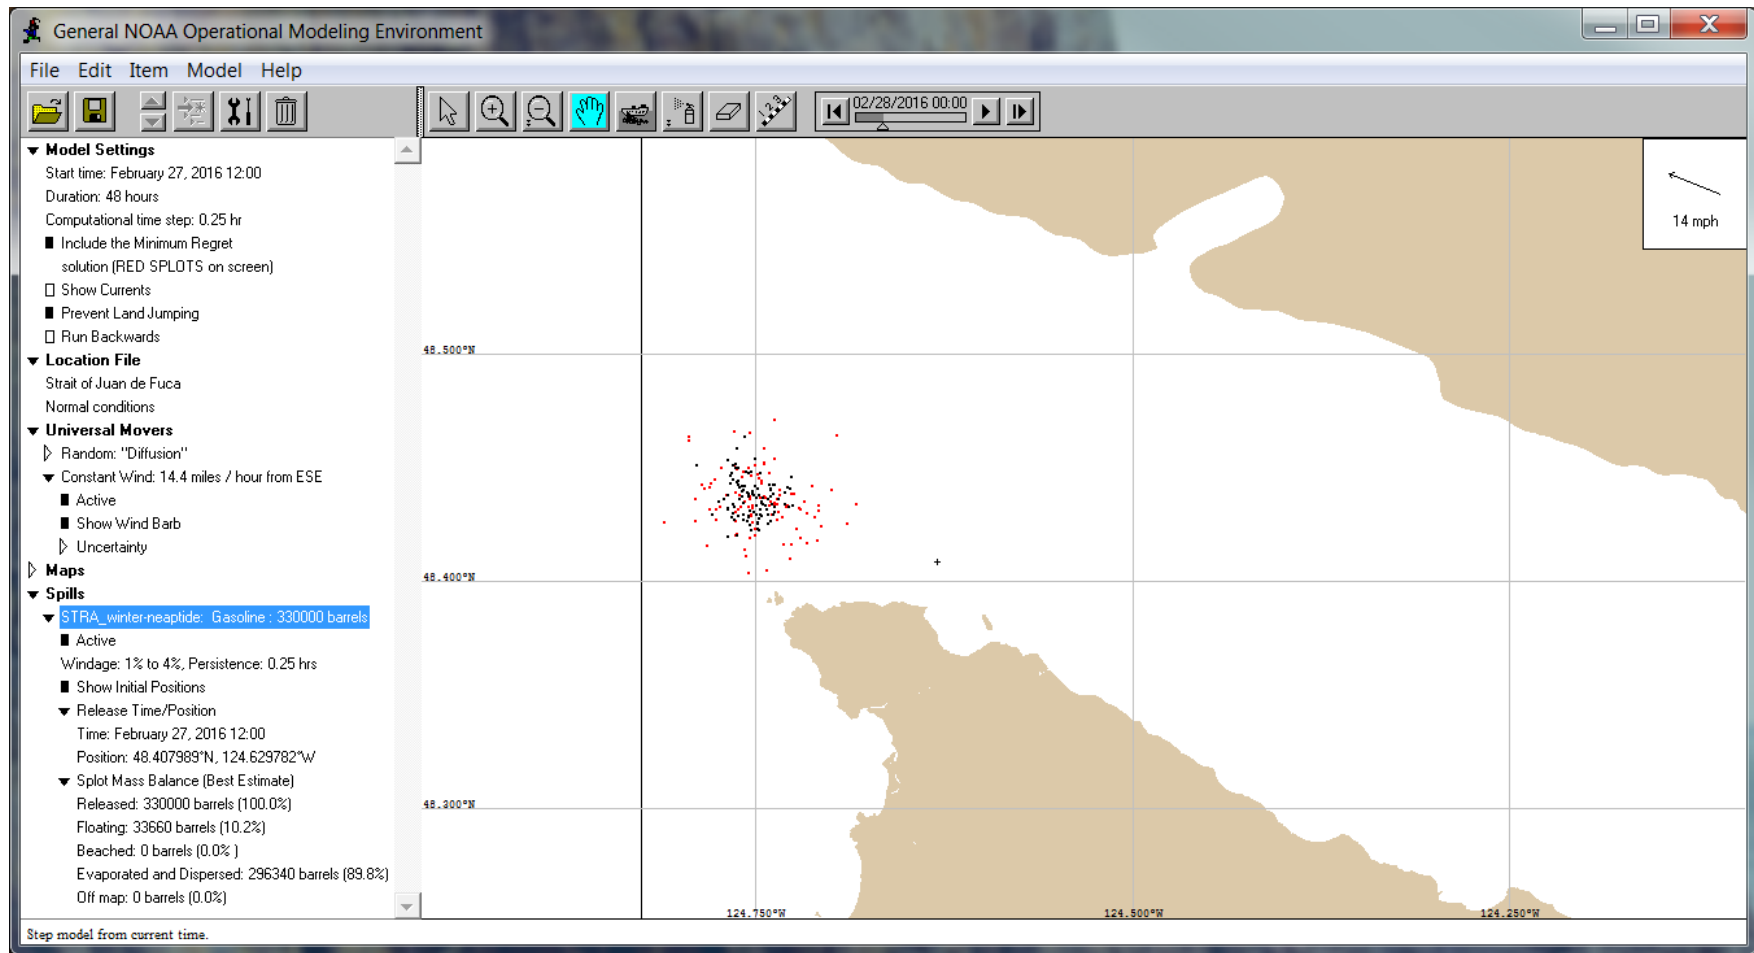 General NOAA Operational Modeling Environment
File Edit Item Model Help
02/28/2016 00:00
Model Settings
Start time: February 27, 2016 12:00
Duration: 48 hours
Computational time step: 0.25 hr
Include the Minimum Regret
solution (RED SPLOTS on screen)
Show Currents
Prevent Land Jumping
Run Backwards
Location File
Strait of Juan de Fuca
Normal conditions
Universal Movers
Random: "Diffusion"
Constant Wind: 14.4 miles / hour from ESE
Active
Show Wind Barb
Uncertainty
Maps
Spills
STRA_winter-neaptide: Gasoline : 330000 barrels
Active
Windage: 1% to 4%, Persistence: 0.25 hrs
Show Initial Positions
Release Time/Position
Time: February 27, 2016 12:00
Position: 48.407989°N, 124.629782°W
Splot Mass Balance (Best Estimate)
Released: 330000 barrels (100.0%)
Floating: 33660 barrels (10.2%)
Beached: 0 barrels (0.0% )
Evaporated and Dispersed: 296340 barrels (89.8%)
Off map: 0 barrels (0.0%)
14 mph
48.500°N
48.400°N
48.300°N
124.750°W 124.500°W 124.250°W
Step model from current time.